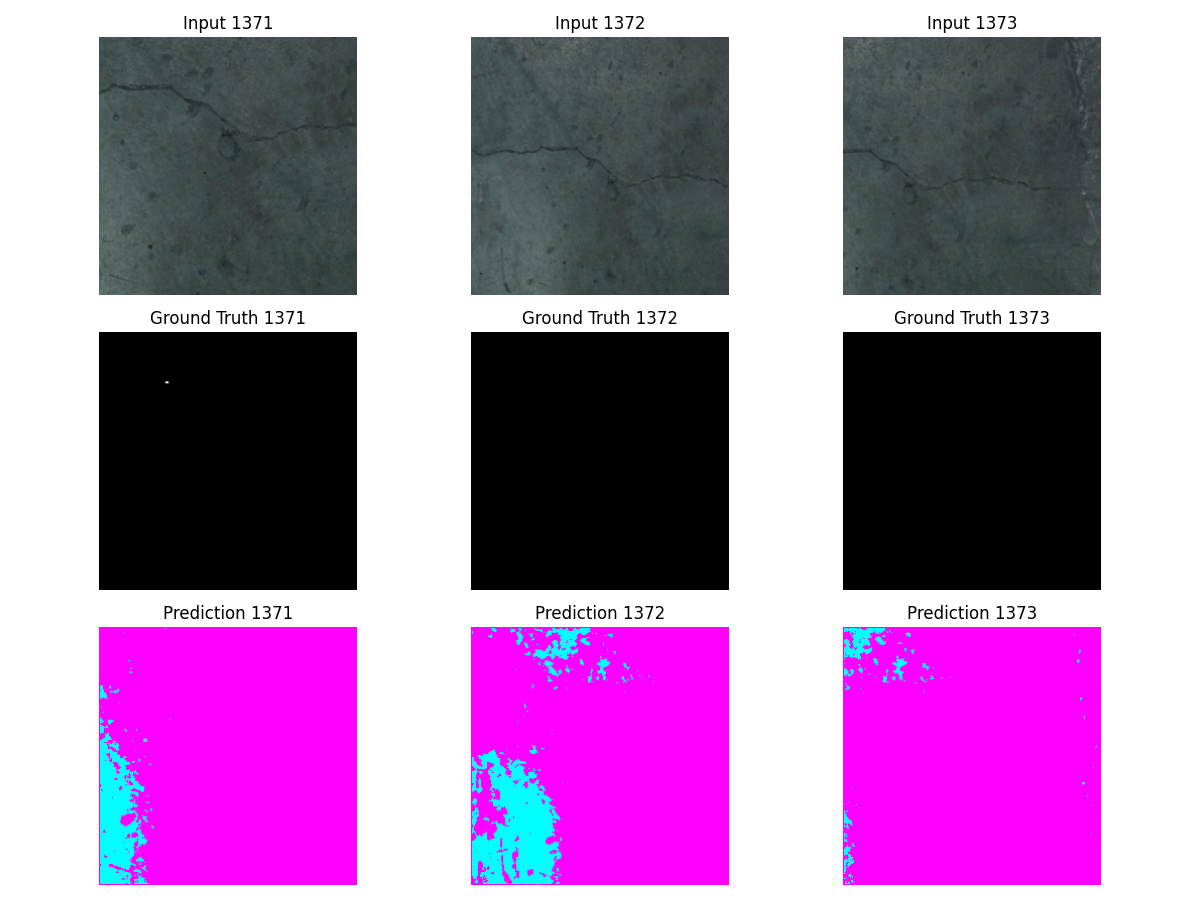 Input 1371
Input 1372
Input 1373
Ground Truth 1371
Ground Truth 1372
Ground Truth 1373
Prediction 1371
Prediction 1372
Prediction 1373